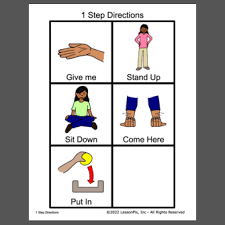 1 Step Directions
Give me
Stand Up
Sit Down
Come Here
Put In
1 Step Directions
©2022 LessonPix, Inc - All Rights Reserved